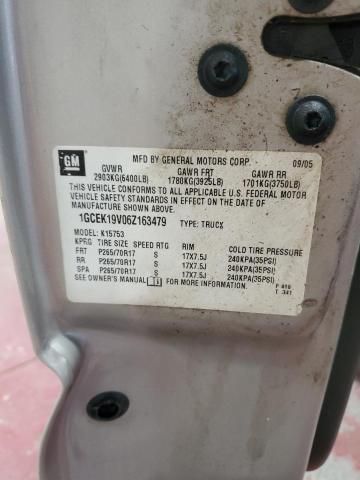 GM
MFD BY GENERAL MOTORS CORP. 09/05
GVWR GAWR FRT GAWR RR
2903KG(6400LB) 1780KG(3925LB) 1701KG(3750LB)
THIS VEHICLE CONFORMS TO ALL APPLICABLE U.S. FEDERAL MOTOR
VEHICLE SAFETY STANDARDS IN EFFECT ON THE DATE OF
MANUFACTURE SHOWN ABOVE.
1GCEK19V06Z163479 TYPE: TRUCK
MODEL: K15753
KPRG TIRE SIZE SPEED RTG RIM COLD TIRE PRESSURE
FRT P265/70R17 S 17X7.5J 240KPA(35PSI)
RR P265/70R17 S 17X7.5J 240KPA(35PSI)
SPA P265/70R17 S 17X7.5J 240KPA(35PSI)
SEE OWNER'S MANUAL FOR MORE INFORMATION.
T 341